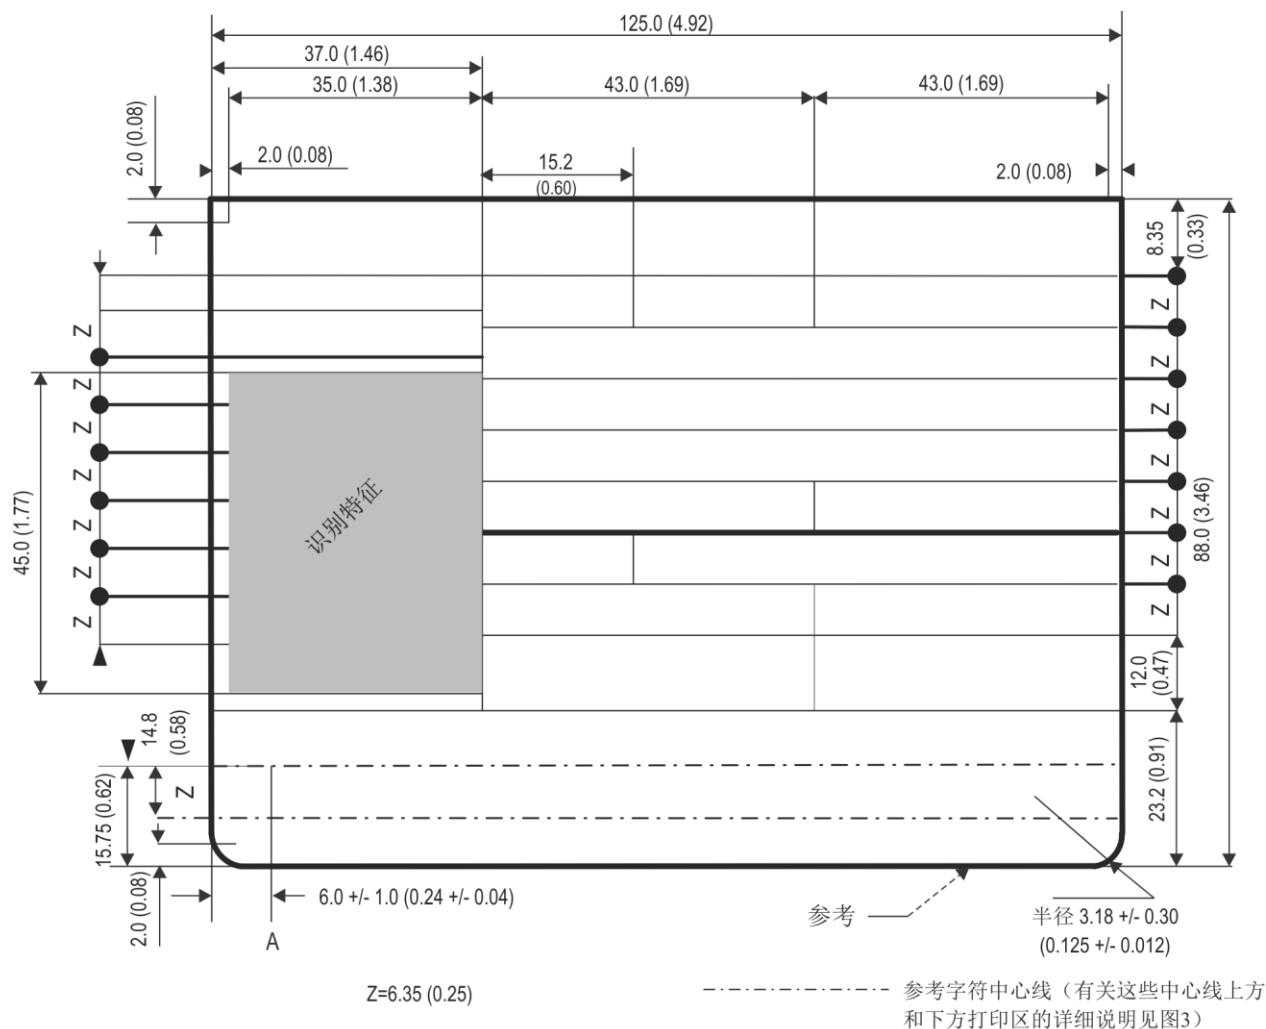 125.0 (4.92)
37.0 (1.46)
35.0 (1.38)
43.0 (1.69)
43.0 (1.69)
2.0 (0.08)
2.0 (0.08)
15.2
(0.60)
2.0 (0.08)
8.35
(0.33)
Z
Z
Z
Z
Z
Z
Z
Z
Z
Z
Z
Z
Z
Z
45.0 (1.77)
识别特征
88.0 (3.46)
12.0
(0.47)
14.8
(0.58)
Z
15.75 (0.62)
23.2 (0.91)
2.0 (0.08)
6.0 +/- 1.0 (0.24 +/- 0.04)
A
参考
半径 3.18 +/- 0.30
(0.125 +/- 0.012)
Z=6.35 (0.25)
参考字符中心线（有关这些中心线上方
和下方打印区的详细说明见图3）